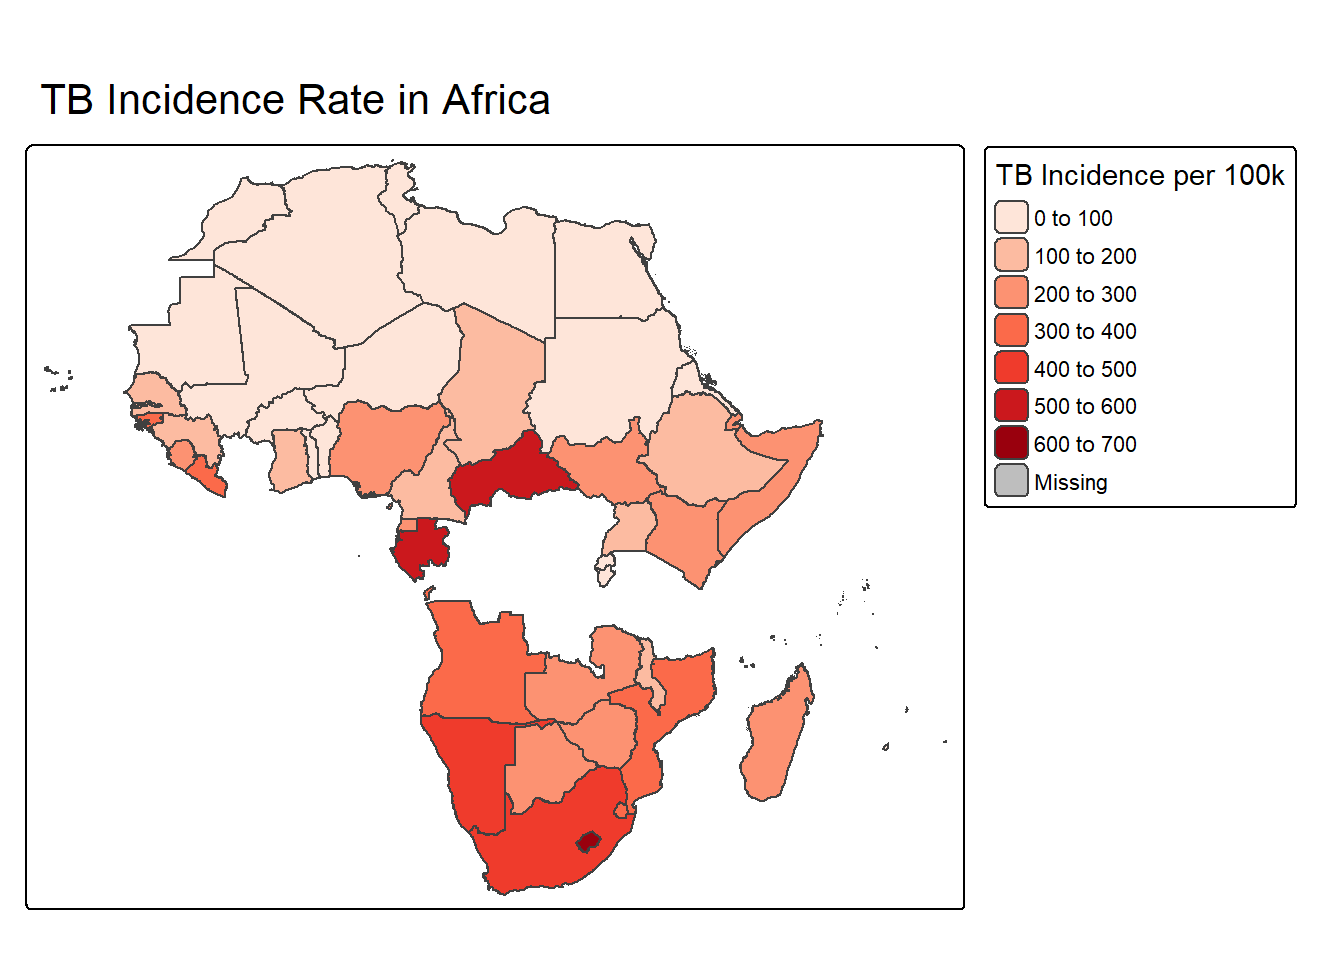 TB Incidence Rate in Africa
TB Incidence per 100k
0 to 100
100 to 200
200 to 300
300 to 400
400 to 500
500 to 600
600 to 700
Missing